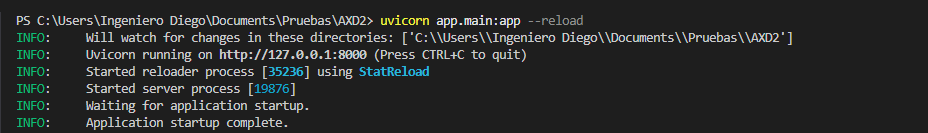 PS C:\Users\Ingeniero Diego\Documents\Pruebas\AXD2> uvicorn app.main:app --reload
INFO:     Will watch for changes in these directories: ['C:\\Users\\Ingeniero Diego\\Documents\\Pruebas\\AXD2']
INFO:     Uvicorn running on http://127.0.0.1:8000 (Press CTRL+C to quit)
INFO:     Started reloader process [35236] using StatReload
INFO:     Started server process [19876]
INFO:     Waiting for application startup.
INFO:     Application startup complete.